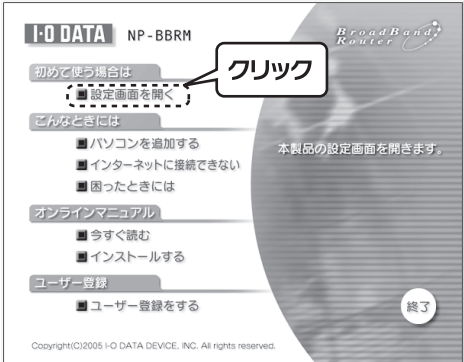 I-O DATA NP-BBRM
BroadBand
Router
初めて使う場合は
クリック
設定画面を開く
こんなときには
パソコンを追加する
本製品の設定画面を開きます。
インターネットに接続できない
困ったときには
オンラインマニュアル
今すぐ読む
インストールする
ユーザー登録
ユーザー登録をする
終了
Copyright(C)2005 I-O DATA DEVICE, INC. All rights reserved.